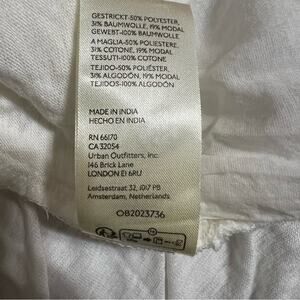 GESTRICKT-50% POLYESTER,
31% BAUMWOLLE, 19% MODAL
GEWEBT-100% BAUMWOLLE
A MAGLIA-50% POLIESTERE,
31% COTONE, 19% MODAL
TESSUTI-100% COTONE
TEJIDO-50% POLIÉSTER,
31% ALGODÓN, 19% MODAL
TEJIDOS-100% ALGODÓN
MADE IN INDIA
HECHO EN INDIA
RN 66170
CA 32054
Urban Outfitters, Inc.
146 Brick Lane
LONDON E1 6RU
Leidsestraat 32, 1017 PB
Amsterdam, Netherlands
OB2023736